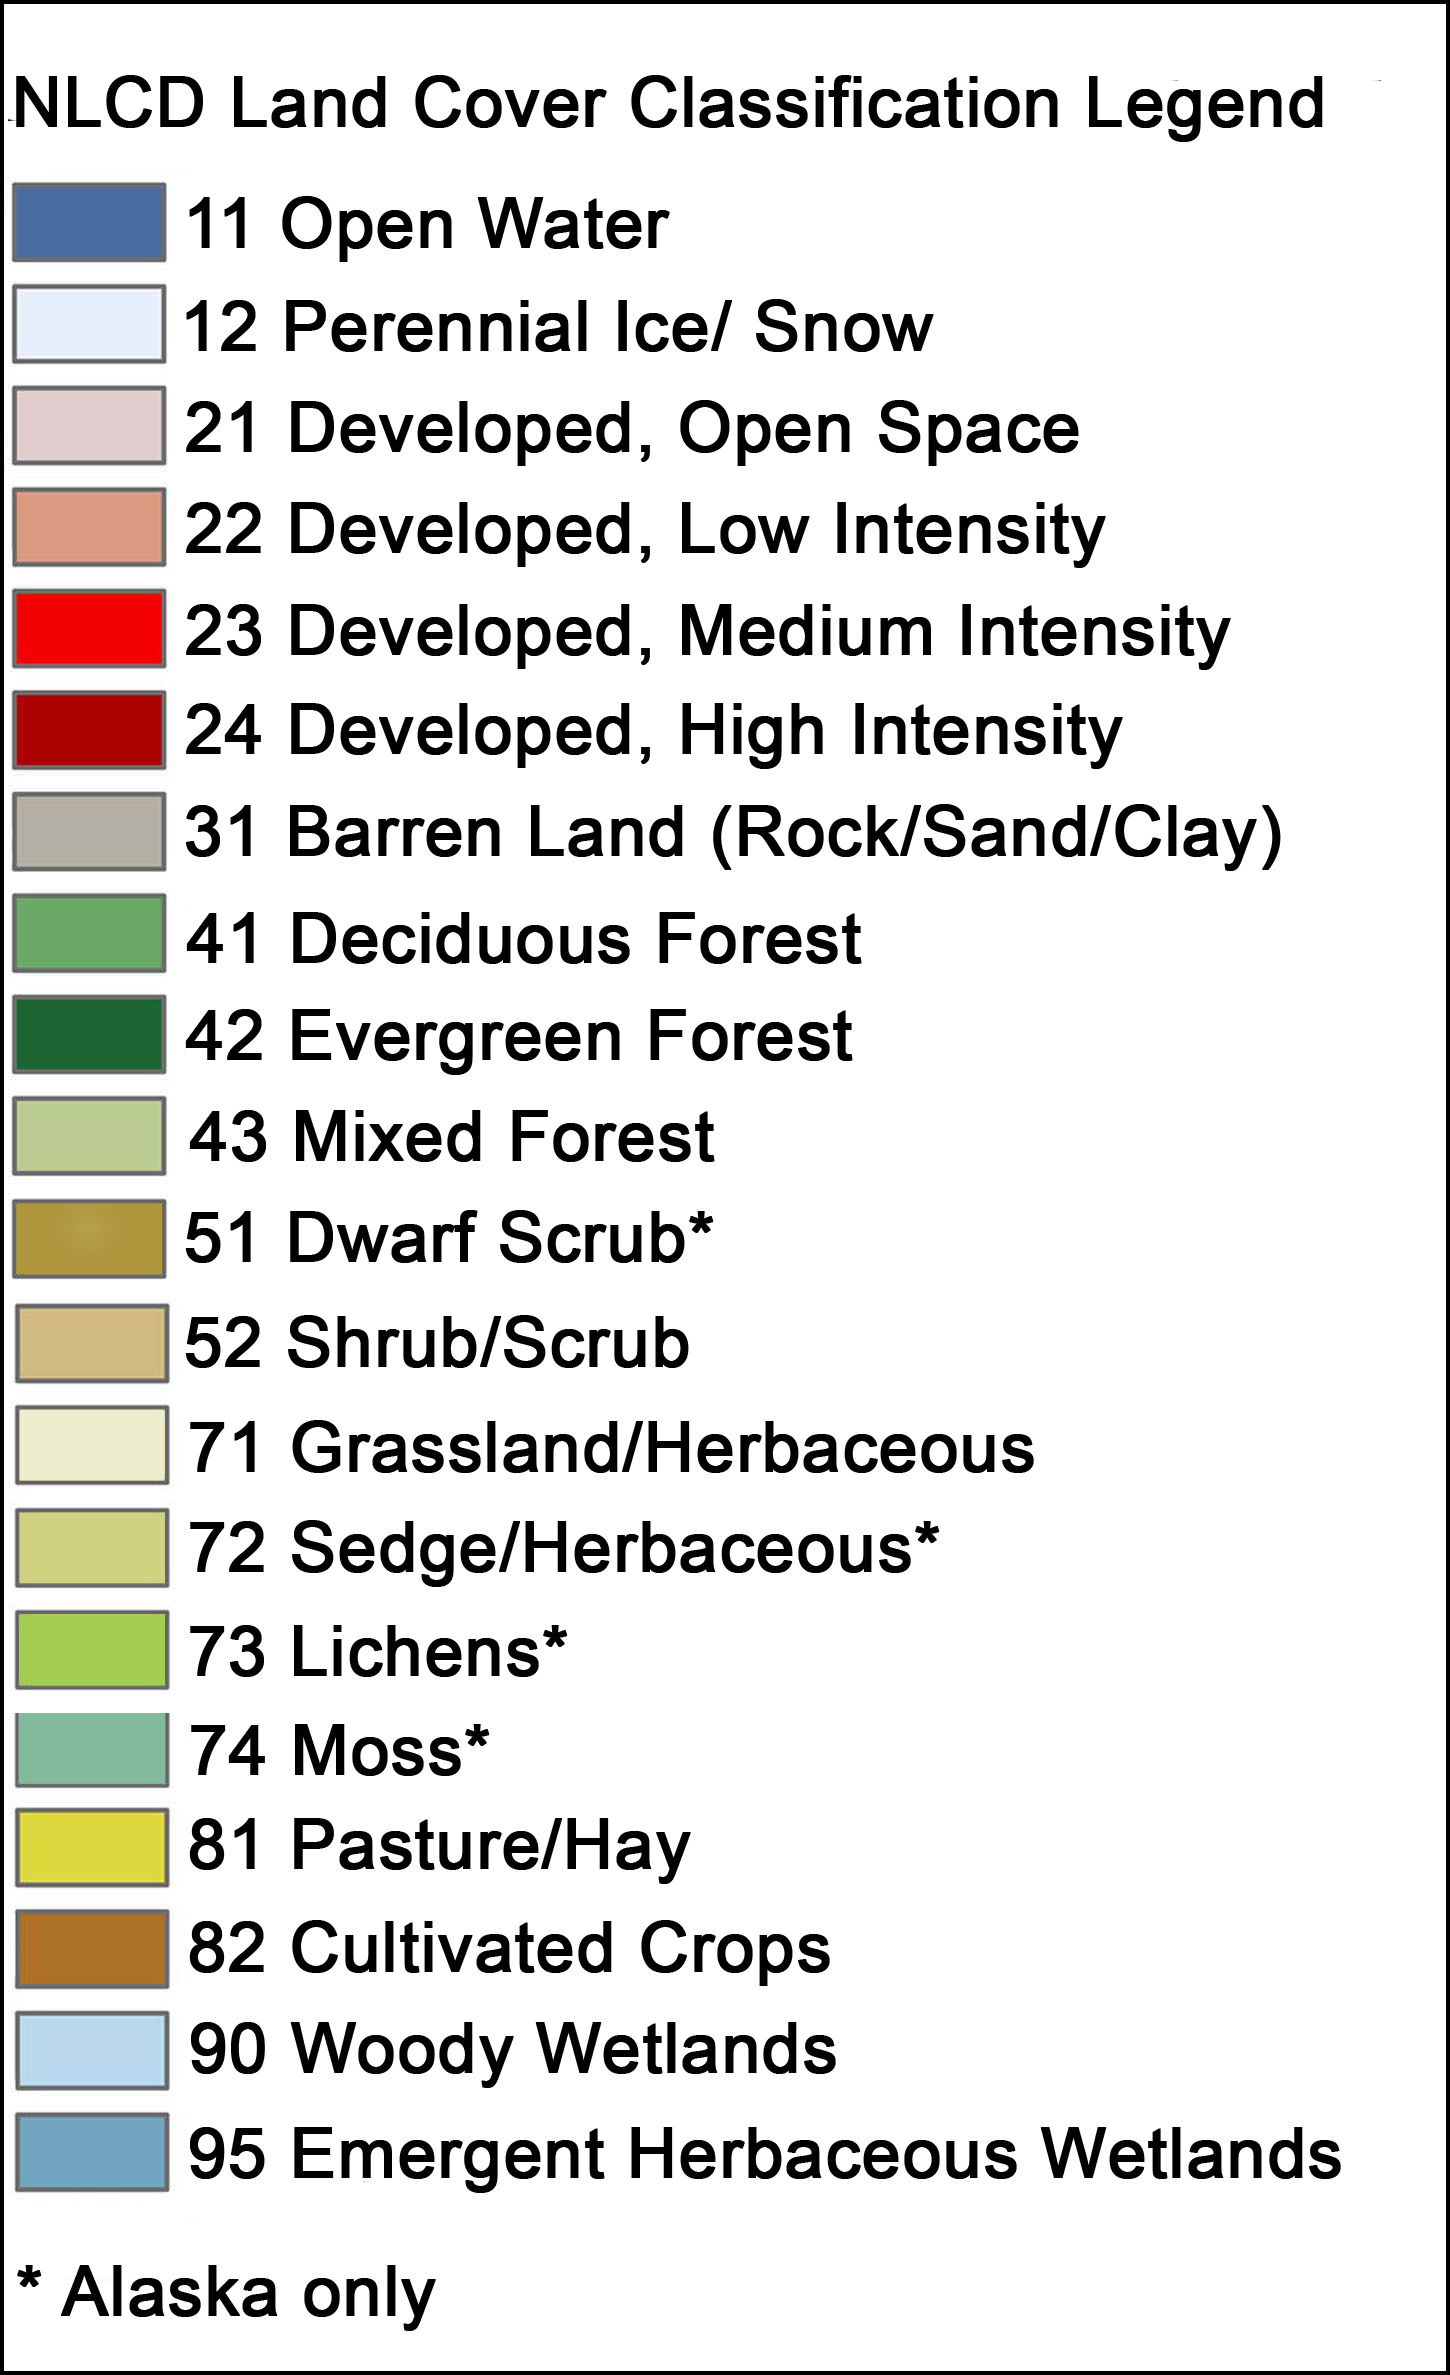 NLCD Land Cover Classification Legend
11 Open Water
12 Perennial Ice/ Snow
21 Developed, Open Space
22 Developed, Low Intensity
23 Developed, Medium Intensity
24 Developed, High Intensity
31 Barren Land (Rock/Sand/Clay)
41 Deciduous Forest
42 Evergreen Forest
43 Mixed Forest
51 Dwarf Scrub*
52 Shrub/Scrub
71 Grassland/Herbaceous
72 Sedge/Herbaceous*
73 Lichens*
74 Moss*
81 Pasture/Hay
82 Cultivated Crops
90 Woody Wetlands
95 Emergent Herbaceous Wetlands
* Alaska only